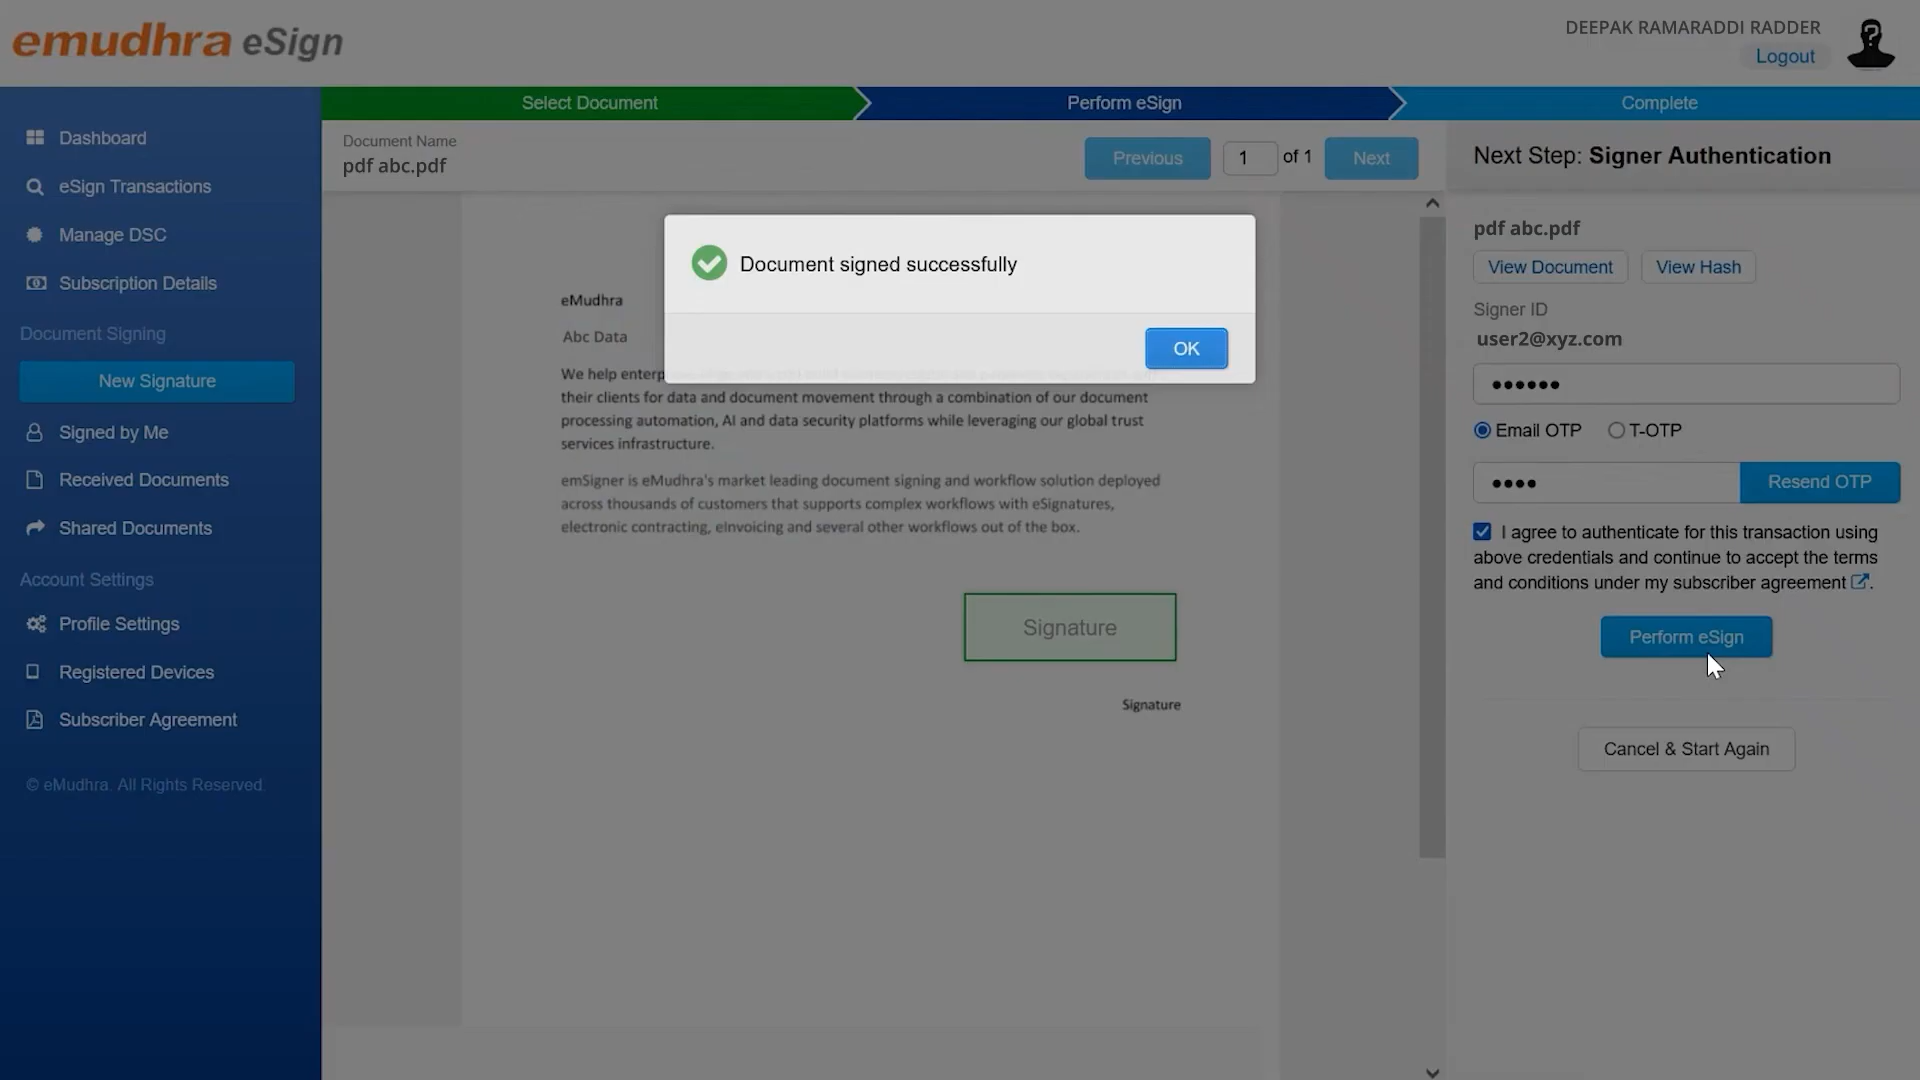 emudhra eSign
DEEPAK RAMARADDI RADDER
Logout
Select Document
Perform eSign
Complete
Dashboard
eSign Transactions
Manage DSC
Subscription Details
Document Signing
New Signature
Signed by Me
Received Documents
Shared Documents
Account Settings
Profile Settings
Registered Devices
Subscriber Agreement
© eMudhra. All Rights Reserved
Document Name
pdf abc.pdf
Previous
1 of 1
Next
Document signed successfully
OK
eMudhra
Abc Data
We help enterp
their clients for data and document movement through a combination of our document
processing automation, AI and data security platforms while leveraging our global trust
services infrastructure.
emSigner is eMudhra's market leading document signing and workflow solution deployed
across thousands of customers that supports complex workflows with eSignatures,
electronic contracting, eInvoicing and several other workflows out of the box.
Signature
Signature
Next Step: Signer Authentication
pdf abc.pdf
View Document
View Hash
Signer ID
user2@xyz.com
••••••
Email OTP
T-OTP
••••
Resend OTP
I agree to authenticate for this transaction using
above credentials and continue to accept the terms
and conditions under my subscriber agreement .
Perform eSign
Cancel & Start Again